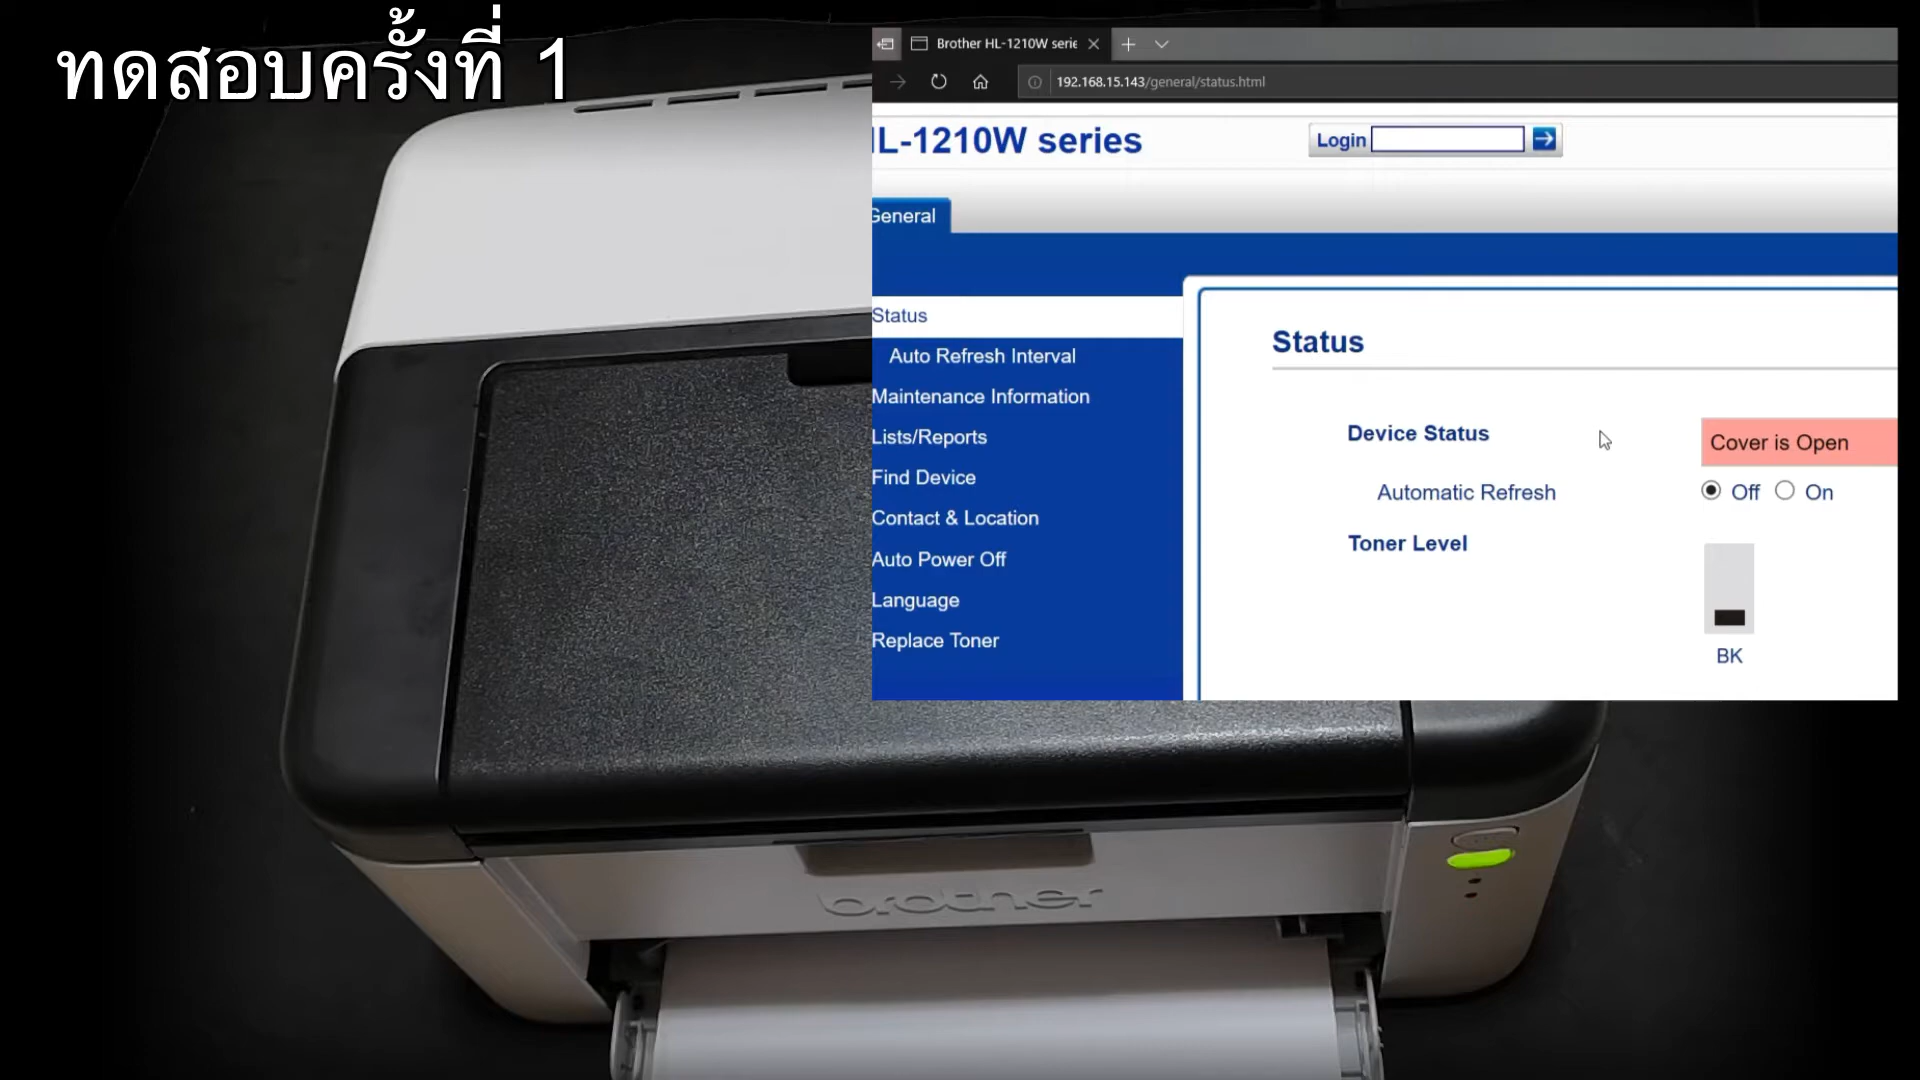 ทดสอบครั้งที่ 1
Brother HL-1210W serie
192.168.15.143/general/status.html
HL-1210W series
Login
General
Status
Auto Refresh Interval
Maintenance Information
Lists/Reports
Find Device
Contact & Location
Auto Power Off
Language
Replace Toner
Status
Device Status
Cover is Open
Automatic Refresh
Off On
Toner Level
BK
brother